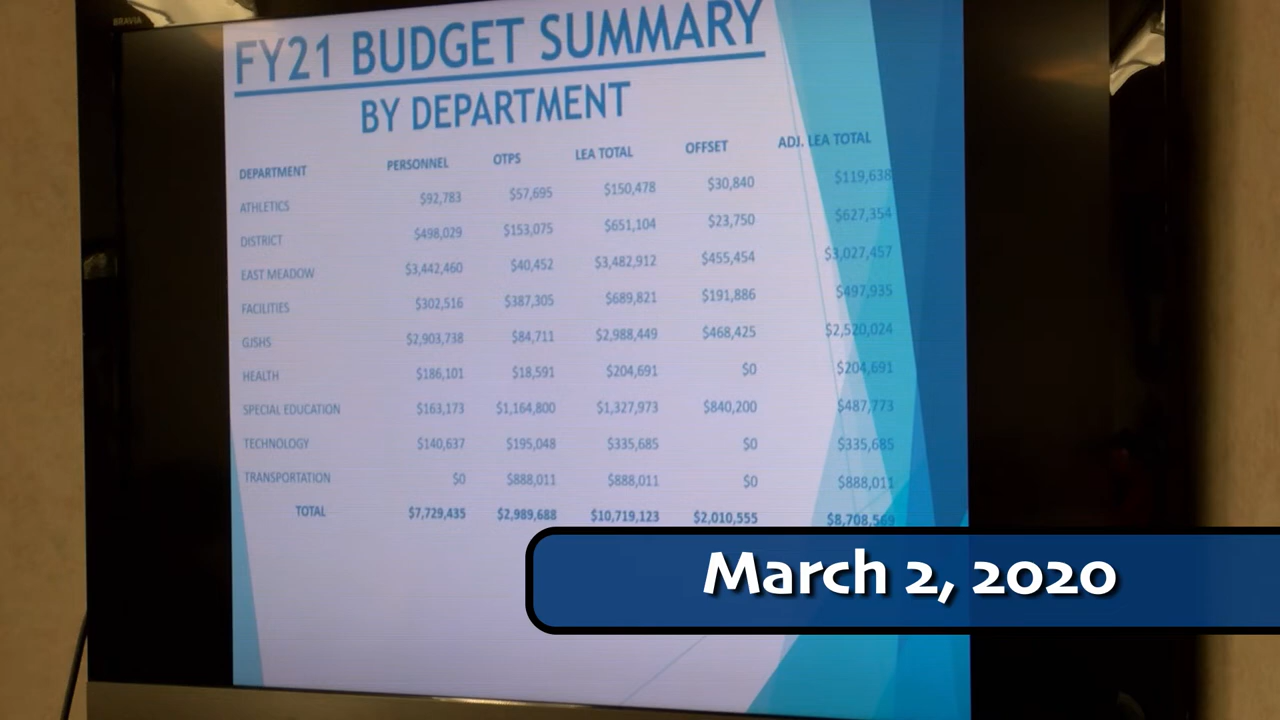 BRAVIA
FY21 BUDGET SUMMARY
BY DEPARTMENT
DEPARTMENT PERSONNEL OTPS LEA TOTAL OFFSET ADJ. LEA TOTAL
ATHLETICS $92,783 $57,695 $150,478 $30,840 $119,638
DISTRICT $498,029 $153,075 $651,104 $23,750 $627,354
EAST MEADOW $3,442,460 $40,452 $3,482,912 $455,454 $3,027,457
FACILITIES $302,516 $387,305 $689,821 $191,886 $497,935
GJSHS $2,903,738 $84,711 $2,988,449 $468,425 $2,520,024
HEALTH $186,101 $18,591 $204,691 $0 $204,691
SPECIAL EDUCATION $163,173 $1,164,800 $1,327,973 $840,200 $487,773
TECHNOLOGY $140,637 $195,048 $335,685 $0 $335,685
TRANSPORTATION $0 $888,011 $888,011 $0 $888,011
TOTAL $7,729,435 $2,989,688 $10,719,123 $2,010,555 $8,708,569
March 2, 2020